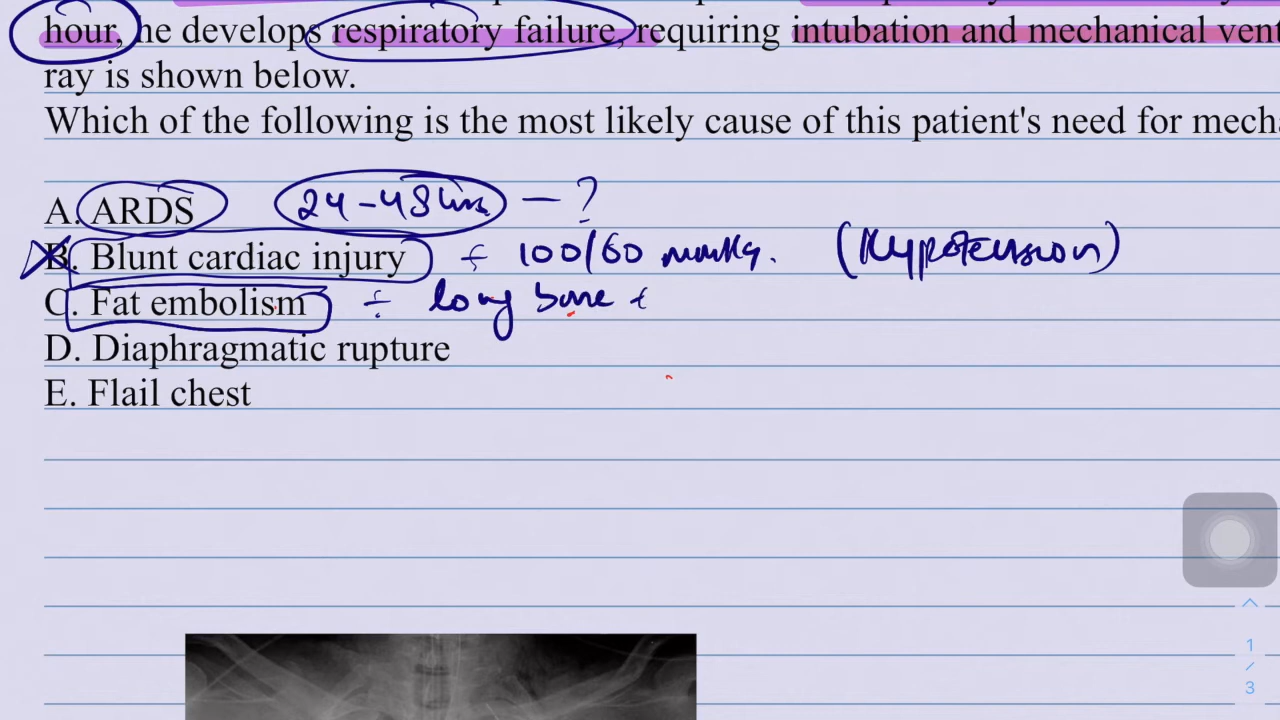 hour, he develops respiratory failure, requiring intubation and mechanical vent
ray is shown below.
Which of the following is the most likely cause of this patient's need for mech
A. ARDS 24-48 hrs — ?
B. Blunt cardiac injury ÷ 100/60 mmHg. (Hypotension)
C. Fat embolism ÷ long bone
D. Diaphragmatic rupture
E. Flail chest
1
/
3